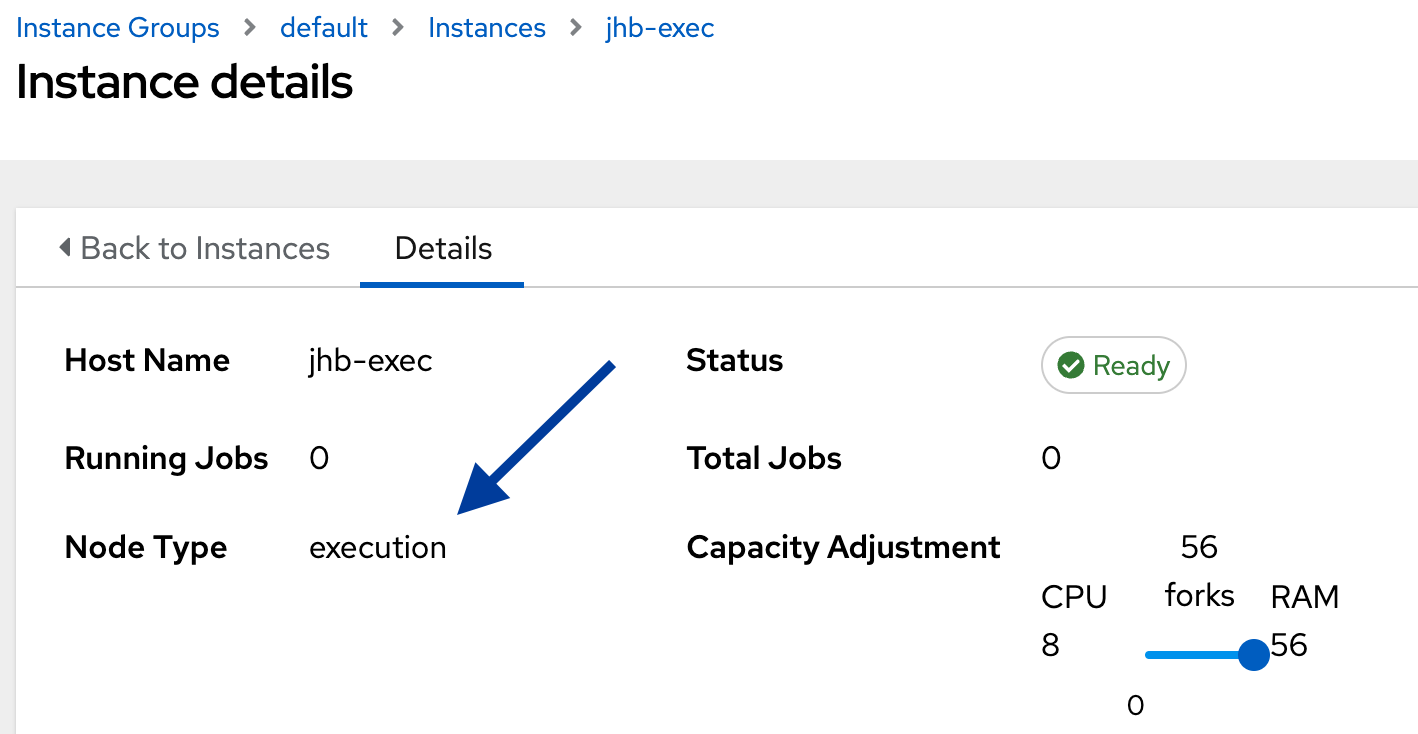 Instance Groups > default > Instances > jhb-exec
Instance details
Back to Instances Details
Host Name jhb-exec Status Ready
Running Jobs 0 Total Jobs 0
Node Type execution Capacity Adjustment 56
CPU forks RAM
8 56
0